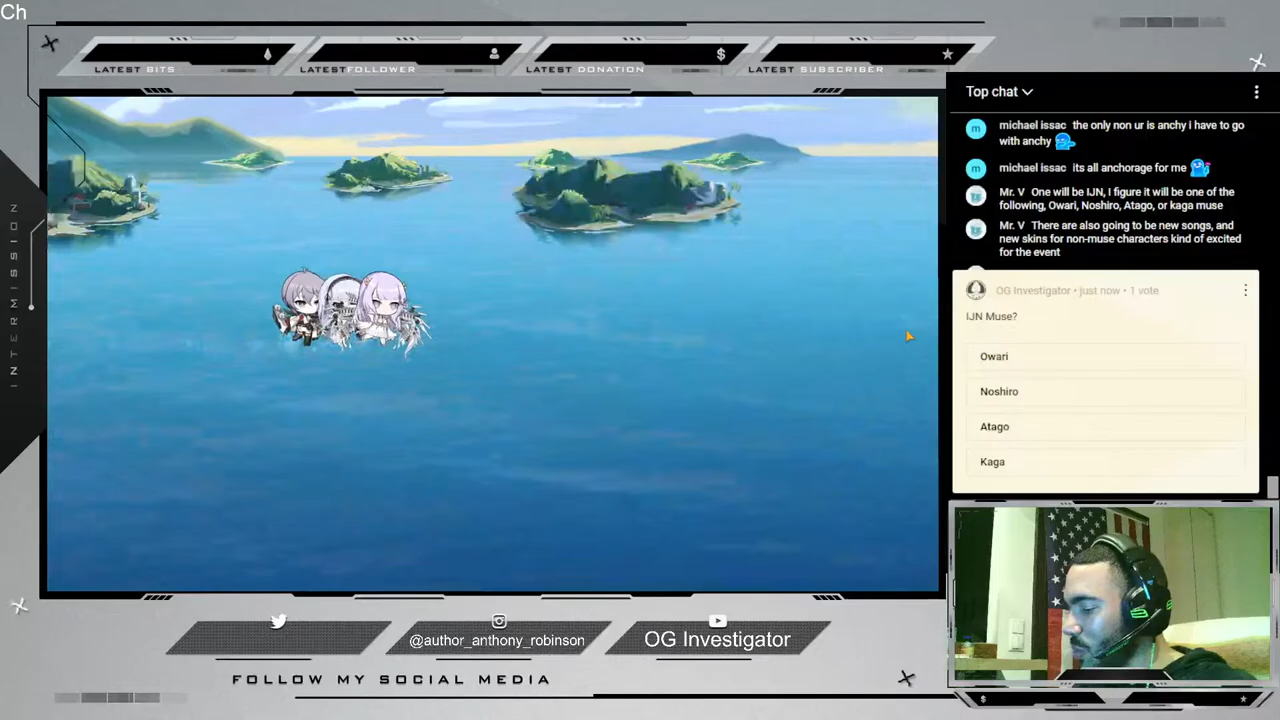 Ch
LATEST BITS
LATEST FOLLOWER
LATEST DONATION
LATEST SUBSCRIBER
INTERMISSION
Top chat
michael issac the only non ur is anchy i have to go
with anchy
michael issac its all anchorage for me
Mr. V One will be IJN, I figure it will be one of the
following, Owari, Noshiro, Atago, or kaga muse
Mr. V There are also going to be new songs, and
new skins for non-muse characters kind of excited
for the event
OG Investigator • just now • 1 vote
IJN Muse?
Owari
Noshiro
Atago
Kaga
@author_anthony_robinson
OG Investigator
FOLLOW MY SOCIAL MEDIA